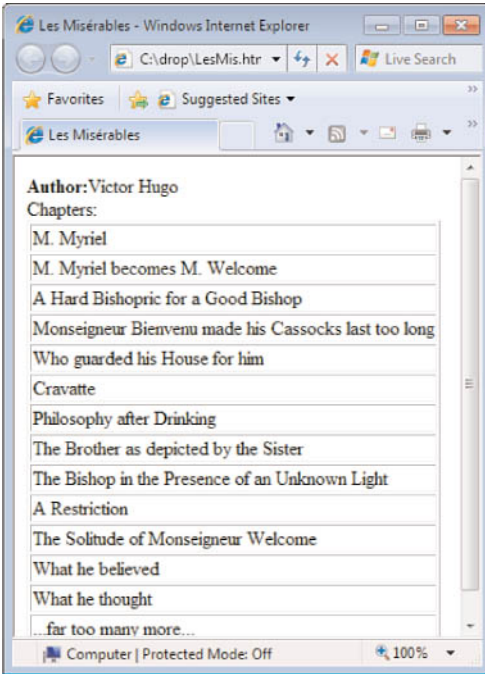 Les Misérables - Windows Internet Explorer
C:\drop\LesMis.htr
Live Search
Favorites
Suggested Sites
Les Misérables
Author:Victor Hugo
Chapters:
M. Myriel
M. Myriel becomes M. Welcome
A Hard Bishopric for a Good Bishop
Monseigneur Bienvenu made his Cassocks last too long
Who guarded his House for him
Cravatte
Philosophy after Drinking
The Brother as depicted by the Sister
The Bishop in the Presence of an Unknown Light
A Restriction
The Solitude of Monseigneur Welcome
What he believed
What he thought
...far too many more...
Computer | Protected Mode: Off
100%